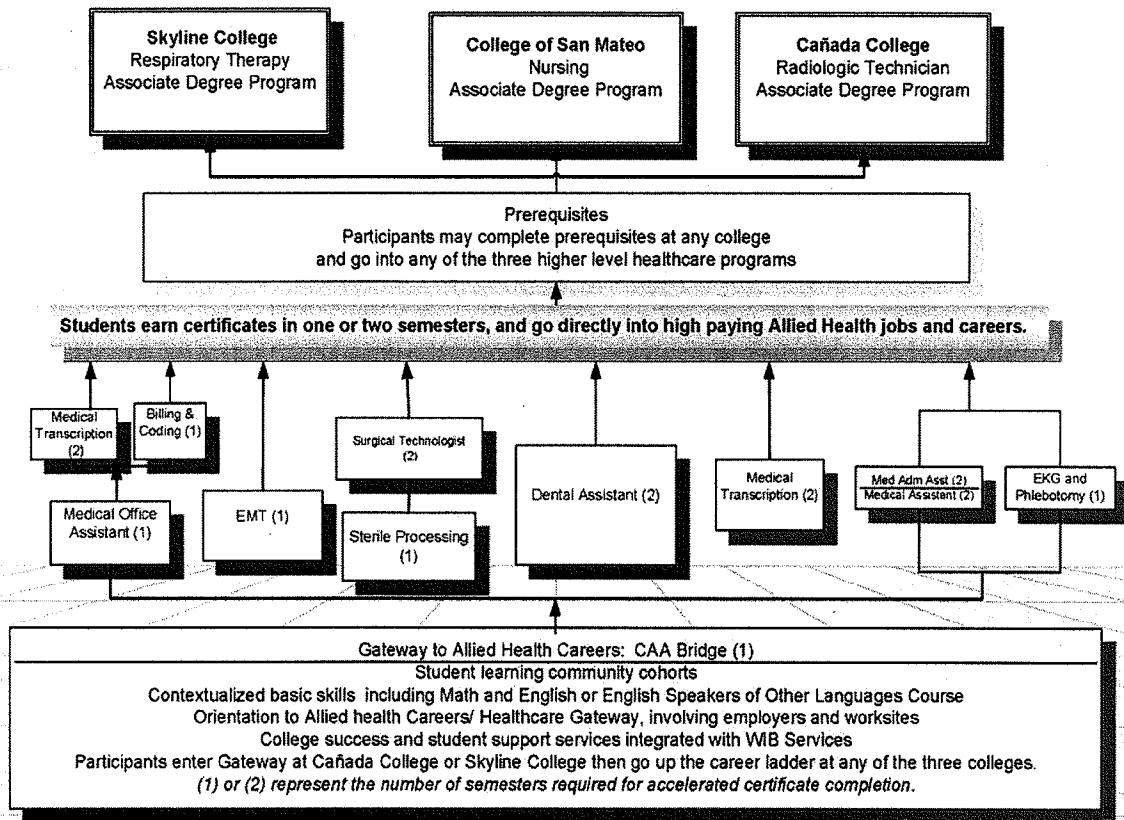 Skyline College
Respiratory Therapy
Associate Degree Program
College of San Mateo
Nursing
Associate Degree Program
Cañada College
Radiologic Technician
Associate Degree Program
Prerequisites
Participants may complete prerequisites at any college
and go into any of the three higher level healthcare programs
Students earn certificates in one or two semesters, and go directly into high paying Allied Health jobs and careers.
Medical
Transcription
(2)
Billing &
Coding (1)
Medical Office
Assistant (1)
EMT (1)
Surgical Technologist
(2)
Sterile Processing
(1)
Dental Assistant (2)
Medical
Transcription (2)
Med Adm Asst (2)
Medical Assistent (2)
EKG and
Phlebotomy (1)
Gateway to Allied Health Careers: CAA Bridge (1)
Student learning community cohorts
Contextualized basic skills including Math and English or English Speakers of Other Languages Course
Orientation to Allied health Careers/ Healthcare Gateway, involving employers and worksites
College success and student support services integrated with WIB Services
Participants enter Gateway at Cañada College or Skyline College then go up the career ladder at any of the three colleges.
(1) or (2) represent the number of semesters required for accelerated certificate completion.